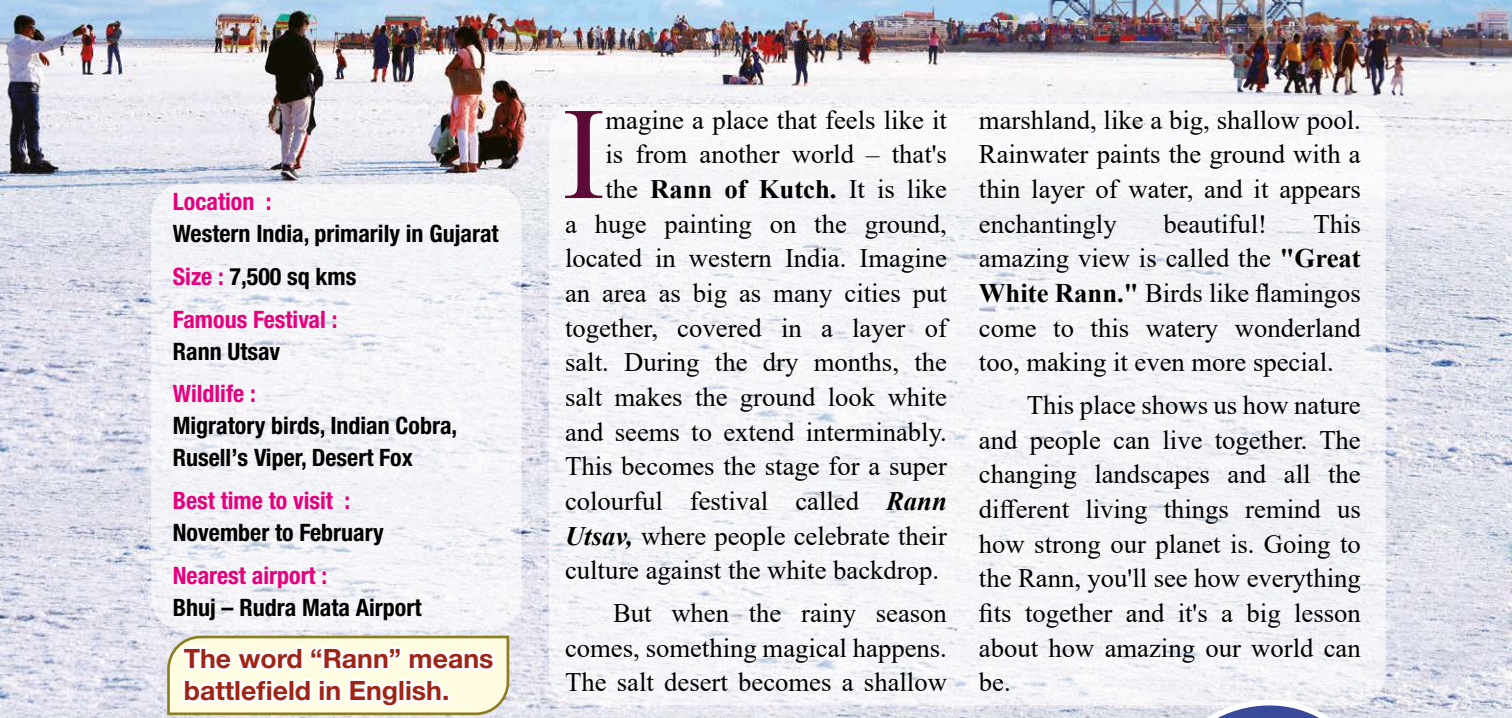 Location :
Western India, primarily in Gujarat
Size : 7,500 sq kms
Famous Festival :
Rann Utsav
Wildlife :
Migratory birds, Indian Cobra,
Rusell's Viper, Desert Fox
Best time to visit :
November to February
Nearest airport :
Bhuj – Rudra Mata Airport
The word “Rann” means
battlefield in English.
Imagine a place that feels like it
is from another world – that's
the Rann of Kutch. It is like
a huge painting on the ground,
located in western India. Imagine
an area as big as many cities put
together, covered in a layer of
salt. During the dry months, the
salt makes the ground look white
and seems to extend interminably.
This becomes the stage for a super
colourful festival called Rann
Utsav, where people celebrate their
culture against the white backdrop.
But when the rainy season
comes, something magical happens.
The salt desert becomes a shallow
marshland, like a big, shallow pool.
Rainwater paints the ground with a
thin layer of water, and it appears
enchantingly beautiful! This
amazing view is called the "Great
White Rann." Birds like flamingos
come to this watery wonderland
too, making it even more special.
This place shows us how nature
and people can live together. The
changing landscapes and all the
different living things remind us
how strong our planet is. Going to
the Rann, you'll see how everything
fits together and it's a big lesson
about how amazing our world can
be.